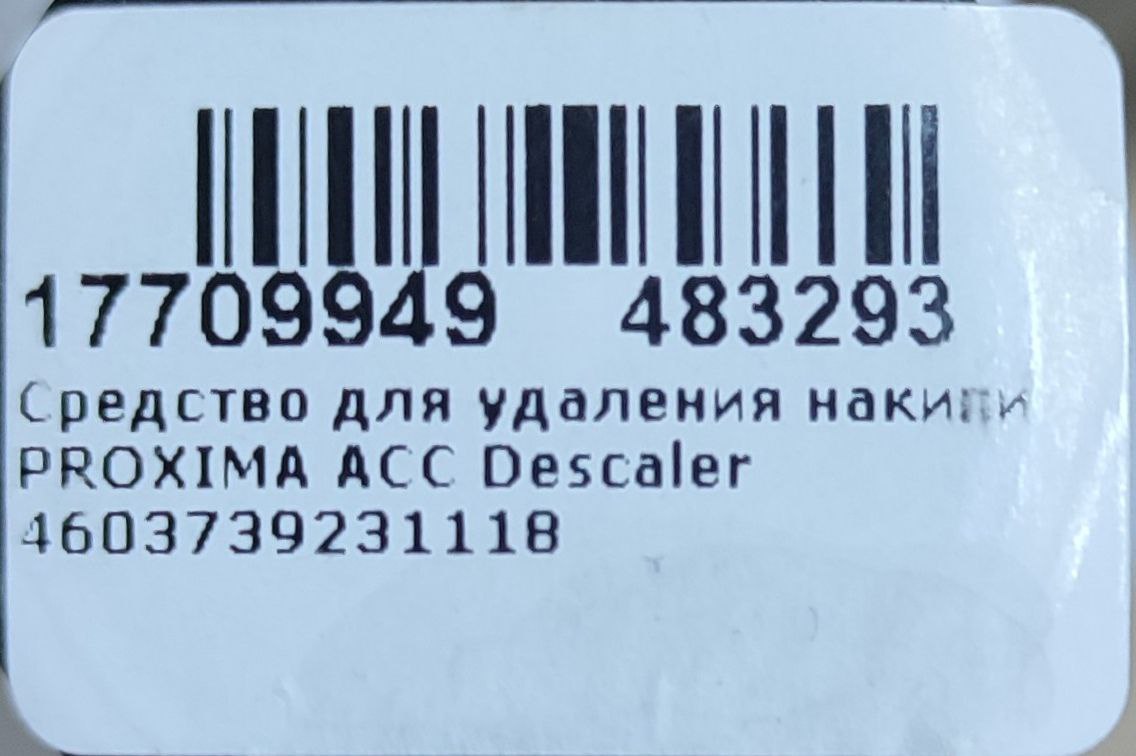 17709949 483293
Средство для удаления накипи
PROXIMA ACC Descaler
4603739231118